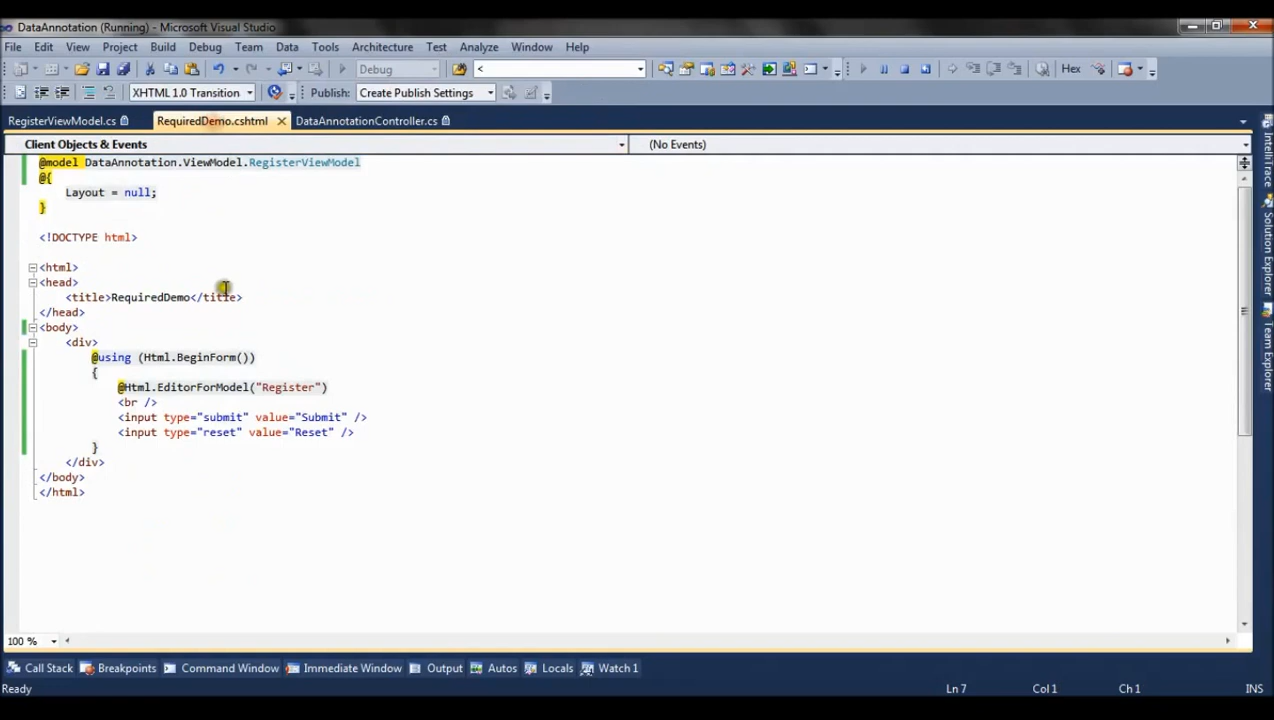 DataAnnotation (Running) - Microsoft Visual Studio
File Edit View Project Build Debug Team Data Tools Architecture Test Analyze Window Help
Debug <
Hex
XHTML 1.0 Transition Publish: Create Publish Settings
RegisterViewModel.cs RequiredDemo.cshtml DataAnnotationController.cs
Client Objects & Events (No Events)
@model DataAnnotation.ViewModel.RegisterViewModel
@{
Layout = null;
}
<!DOCTYPE html>
<html>
<head>
<title>RequiredDemo</title>
</head>
<body>
<div>
@using (Html.BeginForm())
{
@Html.EditorForModel("Register")
<br />
<input type="submit" value="Submit" />
<input type="reset" value="Reset" />
}
</div>
</body>
</html>
IntelliTrace
Solution Explorer
Team Explorer
100 %
Call Stack Breakpoints Command Window Immediate Window Output Autos Locals Watch 1
Ready Ln 7 Col 1 Ch 1 INS